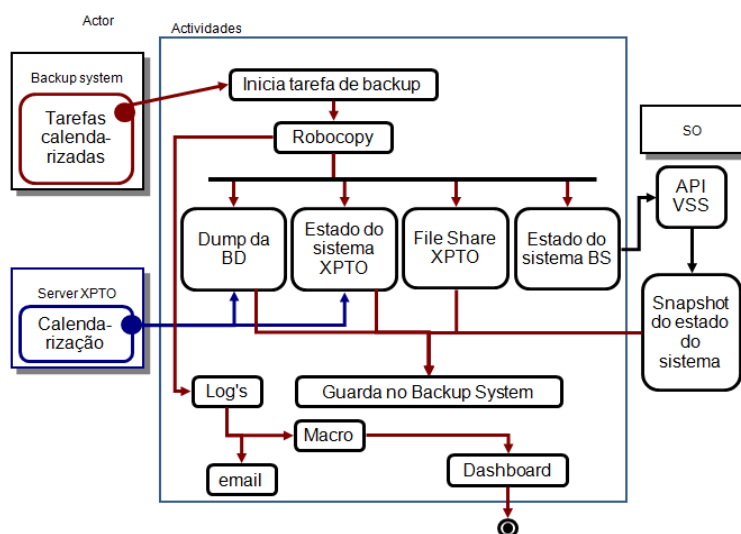 Actor
Actividades
Backup system
Tarefas
calenda-
rizadas
Inicia tarefa de backup
Robocopy
SO
API
VSS
Dump da
BD
Estado do
sistema
XPTO
File Share
XPTO
Estado do
sistema BS
Server XPTO
Calenda-
rização
Snapshot
do estado
do
sistema
Log's
Guarda no Backup System
Macro
email
Dashboard